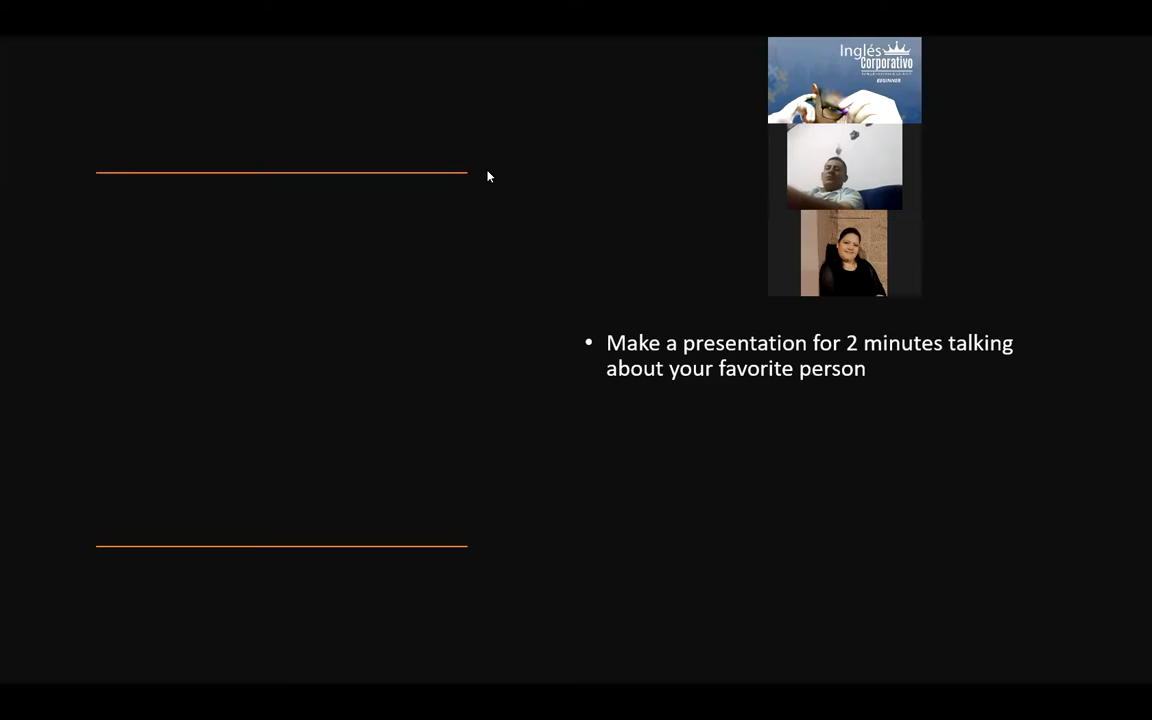 Inglés
Corporativo
BEGINNER
• Make a presentation for 2 minutes talking
about your favorite person